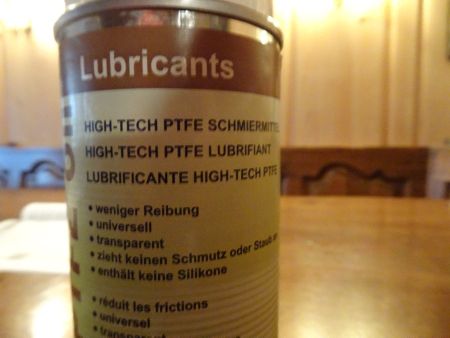 Lubricants
HIGH-TECH PTFE SCHMIERMITTEL
HIGH-TECH PTFE LUBRIFIANT
LUBRIFICANTE HIGH-TECH PTFE
• weniger Reibung
• universell
• transparent
• zieht keinen Schmutz oder Staub an
• enthält keine Silikone
• réduit les frictions
• universel